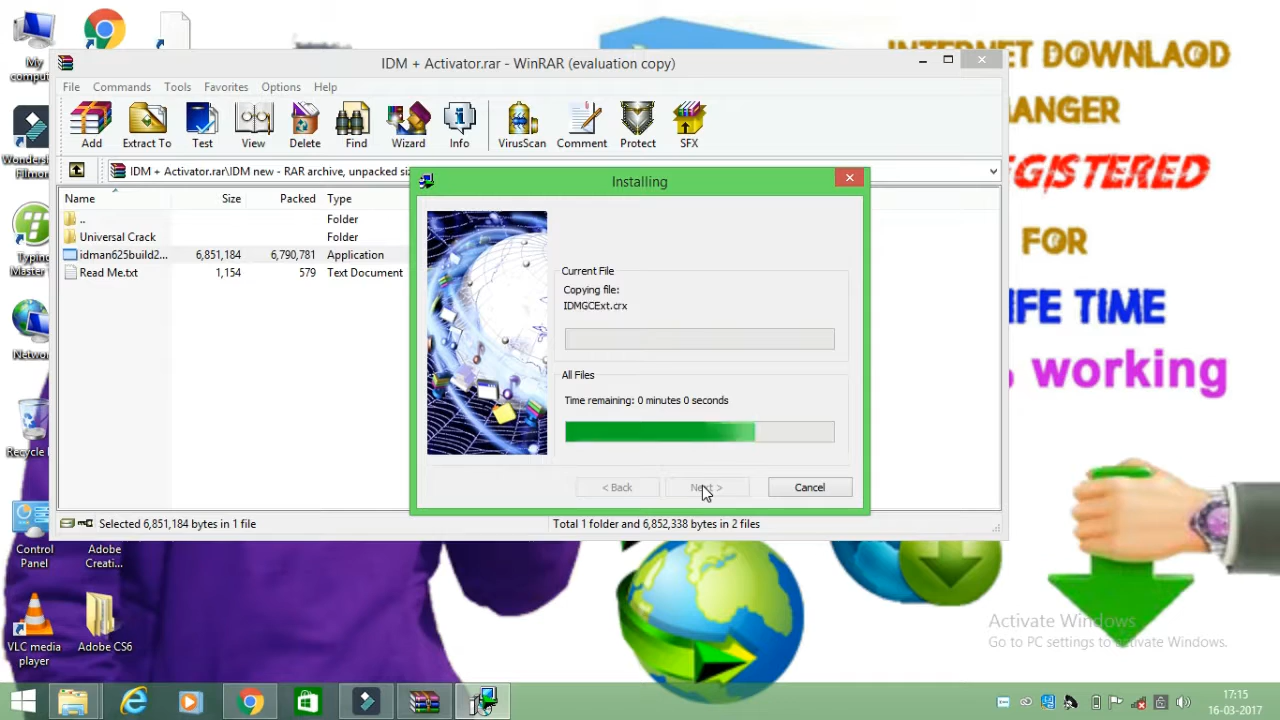 My
comput
IDM + Activator.rar - WinRAR (evaluation copy)
File Commands Tools Favorites Options Help
Add Extract To Test View Delete Find Wizard Info VirusScan Comment Protect SFX
IDM + Activator.rar\IDM new - RAR archive, unpacked siz
Name Size Packed Type
.. Folder
Universal Crack Folder
idman625build2... 6,851,184 6,790,781 Application
Read Me.txt 1,154 579 Text Document
Selected 6,851,184 bytes in 1 file
Total 1 folder and 6,852,338 bytes in 2 files
Installing
Current File
Copying file:
IDMGCExt.crx
All Files
Time remaining: 0 minutes 0 seconds
< Back Next > Cancel
INTERNET DOWNLAOD
ANGER
EGISTERED
FOR
IFE TIME
working
Wondersh
Filmor
Typing
Master
Netwo
Recycle
Control
Panel
Adobe
Creati...
VLC media
player
Adobe CS6
Activate Windows
Go to PC settings to activate Windows.
17:15
16-03-2017